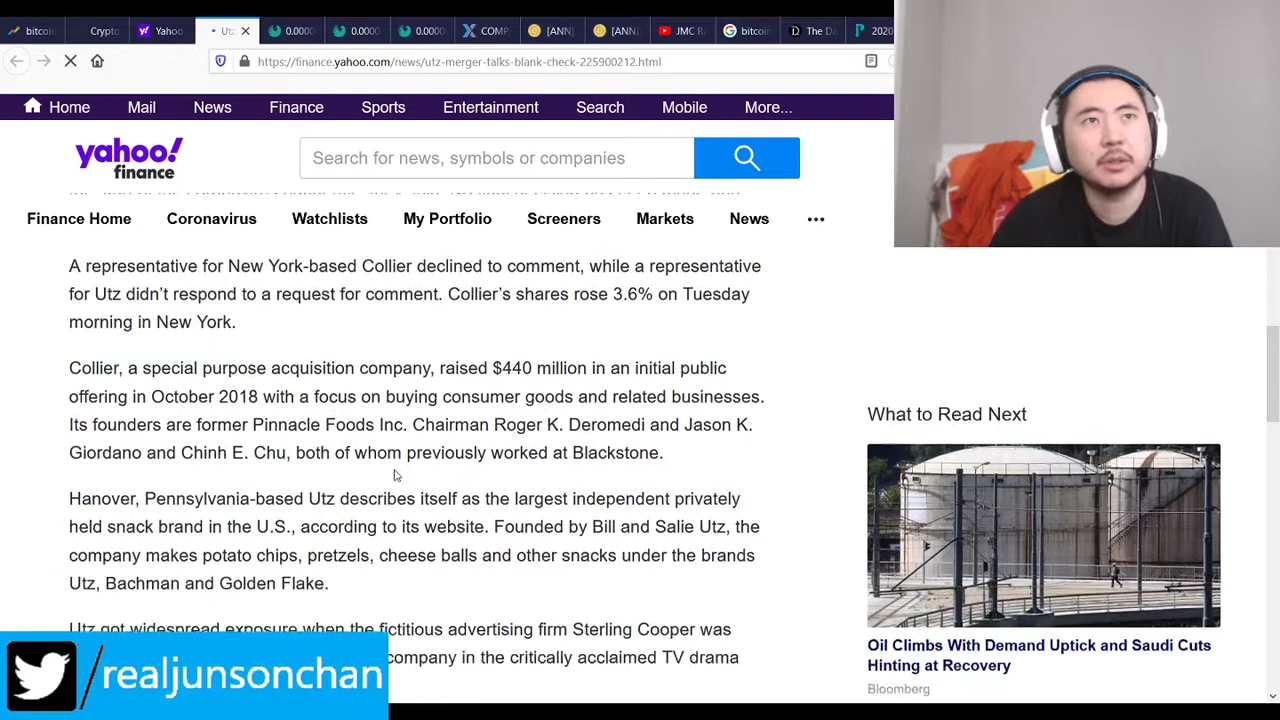 bitcoin
Crypto
Yahoo
Utz
0.0000
0.0000
0.0000
COMP
[ANN]
[ANN]
JMC R
bitcoin
The Da
2020
https://finance.yahoo.com/news/utz-merger-talks-blank-check-225900212.html
Home Mail News Finance Sports Entertainment Search Mobile More...
yahoo!
finance
Search for news, symbols or companies
Finance Home Coronavirus Watchlists My Portfolio Screeners Markets News
A representative for New York-based Collier declined to comment, while a representative
for Utz didn’t respond to a request for comment. Collier’s shares rose 3.6% on Tuesday
morning in New York.
Collier, a special purpose acquisition company, raised $440 million in an initial public
offering in October 2018 with a focus on buying consumer goods and related businesses.
Its founders are former Pinnacle Foods Inc. Chairman Roger K. Deromedi and Jason K.
Giordano and Chinh E. Chu, both of whom previously worked at Blackstone.
Hanover, Pennsylvania-based Utz describes itself as the largest independent privately
held snack brand in the U.S., according to its website. Founded by Bill and Salie Utz, the
company makes potato chips, pretzels, cheese balls and other snacks under the brands
Utz, Bachman and Golden Flake.
Utz got widespread exposure when the fictitious advertising firm Sterling Cooper was
company in the critically acclaimed TV drama
What to Read Next
Oil Climbs With Demand Uptick and Saudi Cuts
Hinting at Recovery
Bloomberg
realjunsonchan